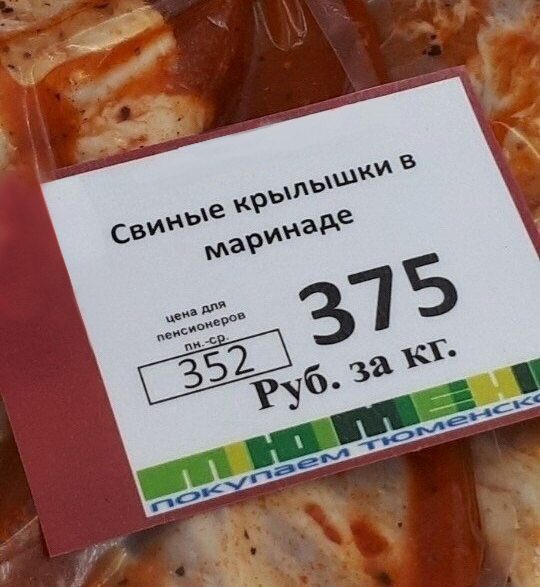 Свиные крылышки в
маринаде
375
цена для
пенсионеров
пн.-ср.
352
Руб. за кг.
покупаем тюменско